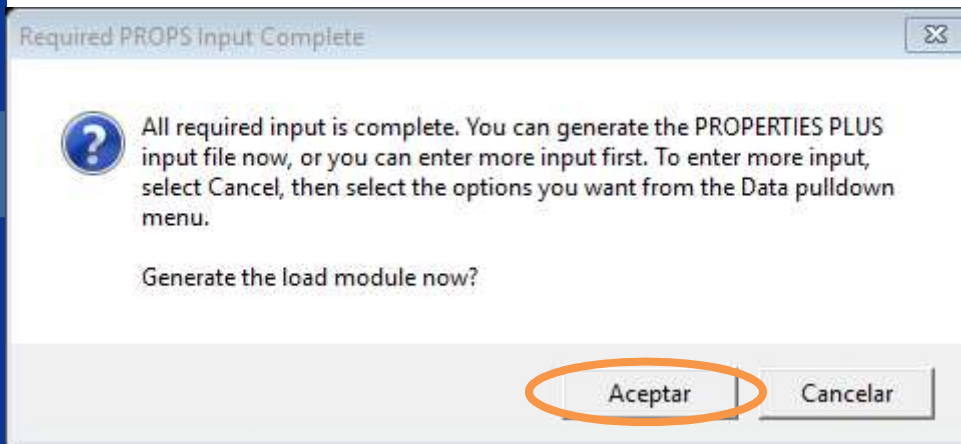 Required PROPS Input Complete
All required input is complete. You can generate the PROPERTIES PLUS
input file now, or you can enter more input first. To enter more input,
select Cancel, then select the options you want from the Data pulldown
menu.
Generate the load module now?
Aceptar Cancelar